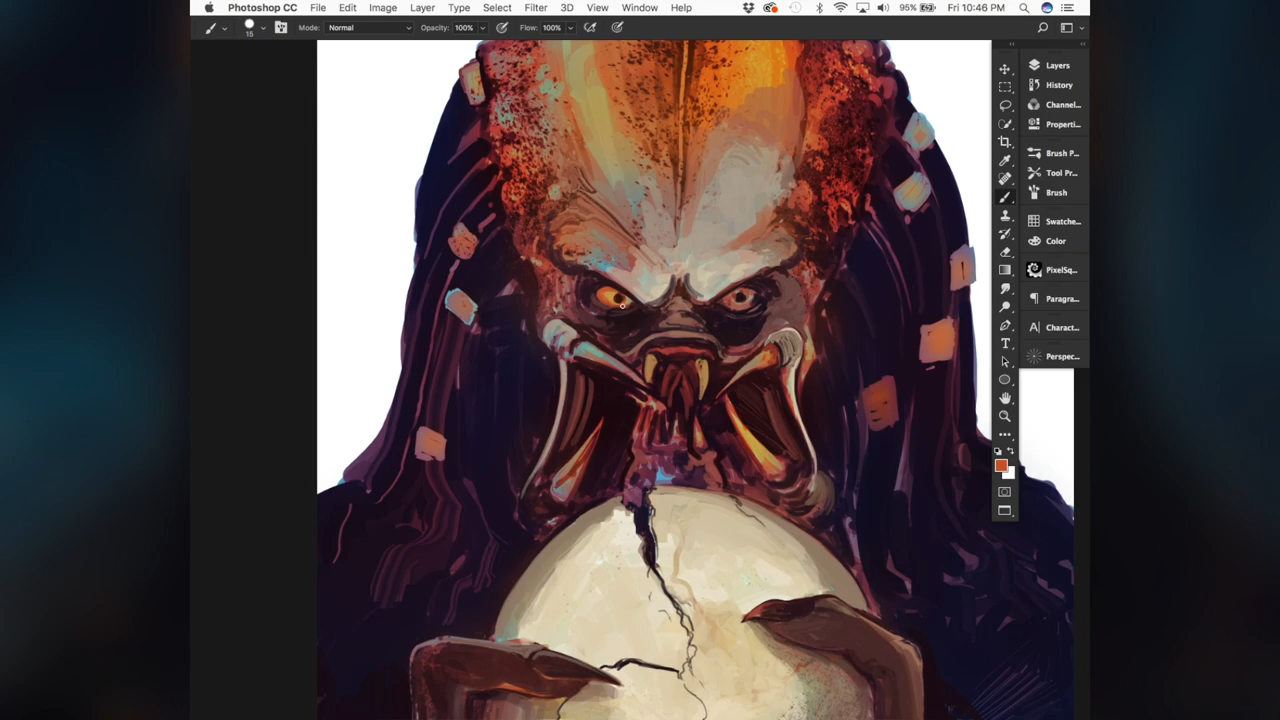 Photoshop CC File Edit Image Layer Type Select Filter 3D View Window Help 95% Fri 10:46 PM
15 Mode: Normal Opacity: 100% Flow: 100%
Layers
History
Channel...
Properti...
Brush P...
Tool Pr...
Brush
Swatche...
Color
PixelSq...
Paragra...
A| Charact...
T
Perspec...